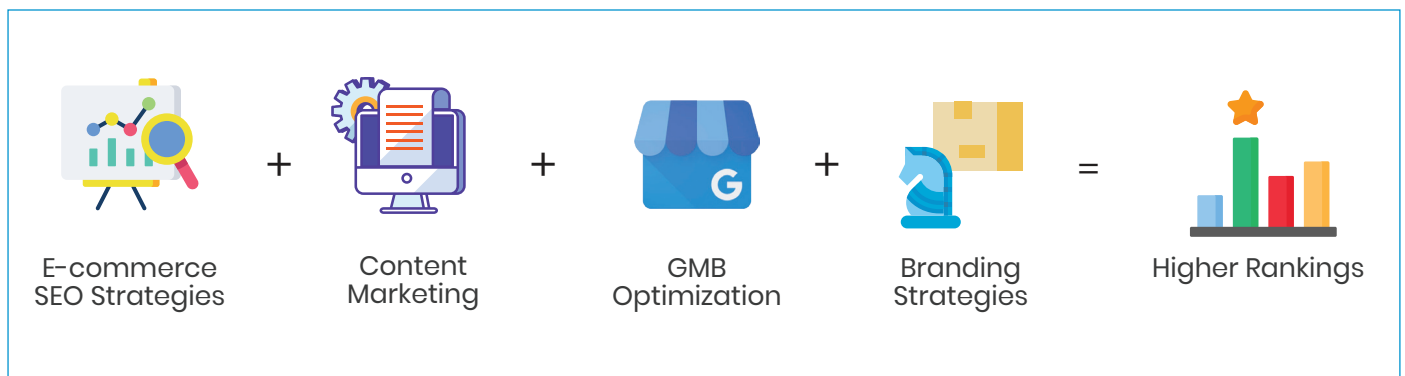 G
+ + + =
E-commerce
SEO Strategies
Content
Marketing
GMB
Optimization
Branding
Strategies
Higher Rankings